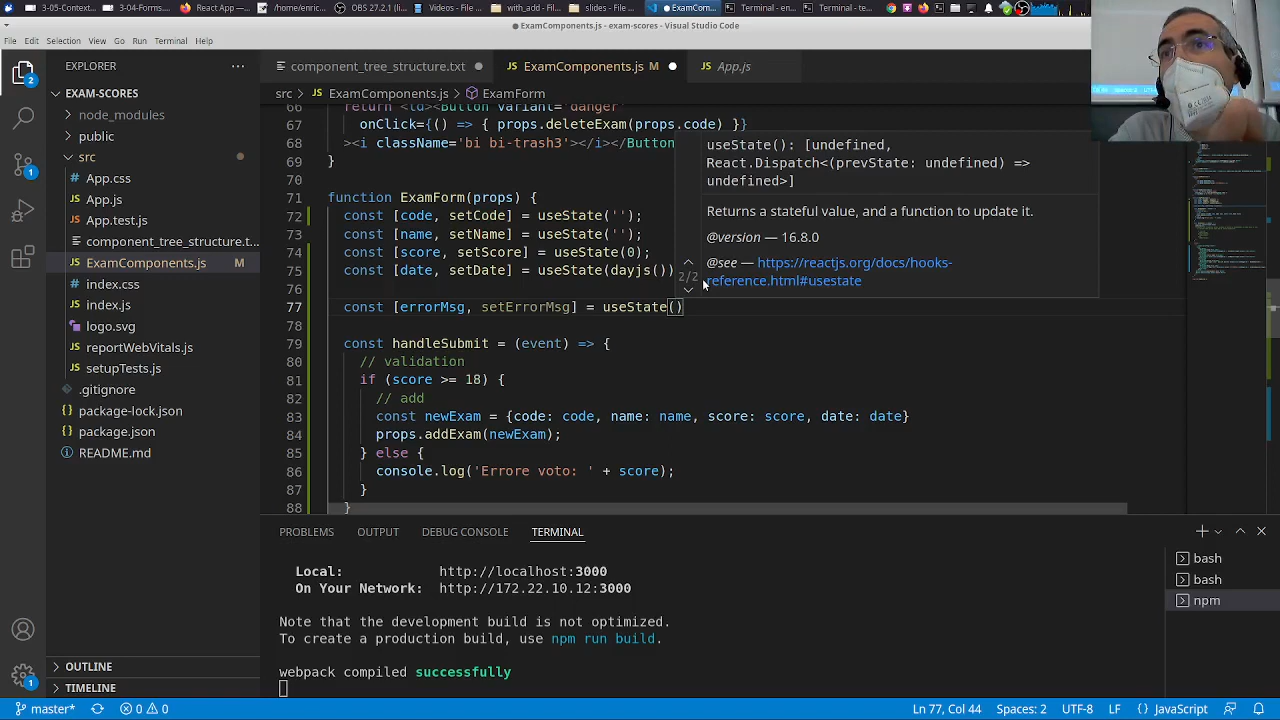 3-05-Context...
3-04-Forms...
React App — ...
/home/enric...
OBS 27.2.1 (...
Videos — File...
with_add_f...
slides — F...
ExamCom...
Terminal - en...
Terminal - te...
ExamComponents.js - exam-scores - Visual Studio Code
File Edit Selection View Go Run Terminal Help
EXPLORER
EXAM-SCORES
node_modules
public
src
App.css
App.js
App.test.js
component_tree_structure.t...
ExamComponents.js M
index.css
index.js
logo.svg
reportWebVitals.js
setupTests.js
.gitignore
package-lock.json
package.json
README.md
OUTLINE
TIMELINE
component_tree_structure.txt
ExamComponents.js M
App.js
src > ExamComponents.js > ExamForm
66 return <td><Button variant='danger'
67 onClick={() => { props.deleteExam(props.code) }}
68 ><i className='bi bi-trash3'></i></Button
69 }
70
71 function ExamForm(props) {
72 const [code, setCode] = useState('');
73 const [name, setName] = useState('');
74 const [score, setScore] = useState(0);
75 const [date, setDate] = useState(dayjs())
76
77 const [errorMsg, setErrorMsg] = useState()
78
79 const handleSubmit = (event) => {
80 // validation
81 if (score >= 18) {
82 // add
83 const newExam = {code: code, name: name, score: score, date: date}
84 props.addExam(newExam);
85 } else {
86 console.log('Errore voto: ' + score);
87 }
88 }
useState(): [undefined,
React.Dispatch<(prevState: undefined) =>
undefined>]
Returns a stateful value, and a function to update it.
@version — 16.8.0
@see — https://reactjs.org/docs/hooks-
reference.html#usestate
2/2
PROBLEMS OUTPUT DEBUG CONSOLE TERMINAL
Local: http://localhost:3000
On Your Network: http://172.22.10.12:3000
Note that the development build is not optimized.
To create a production build, use npm run build.
webpack compiled successfully
bash
bash
npm
master*
0 0
Ln 77, Col 44
Spaces: 2
UTF-8
LF
JavaScript